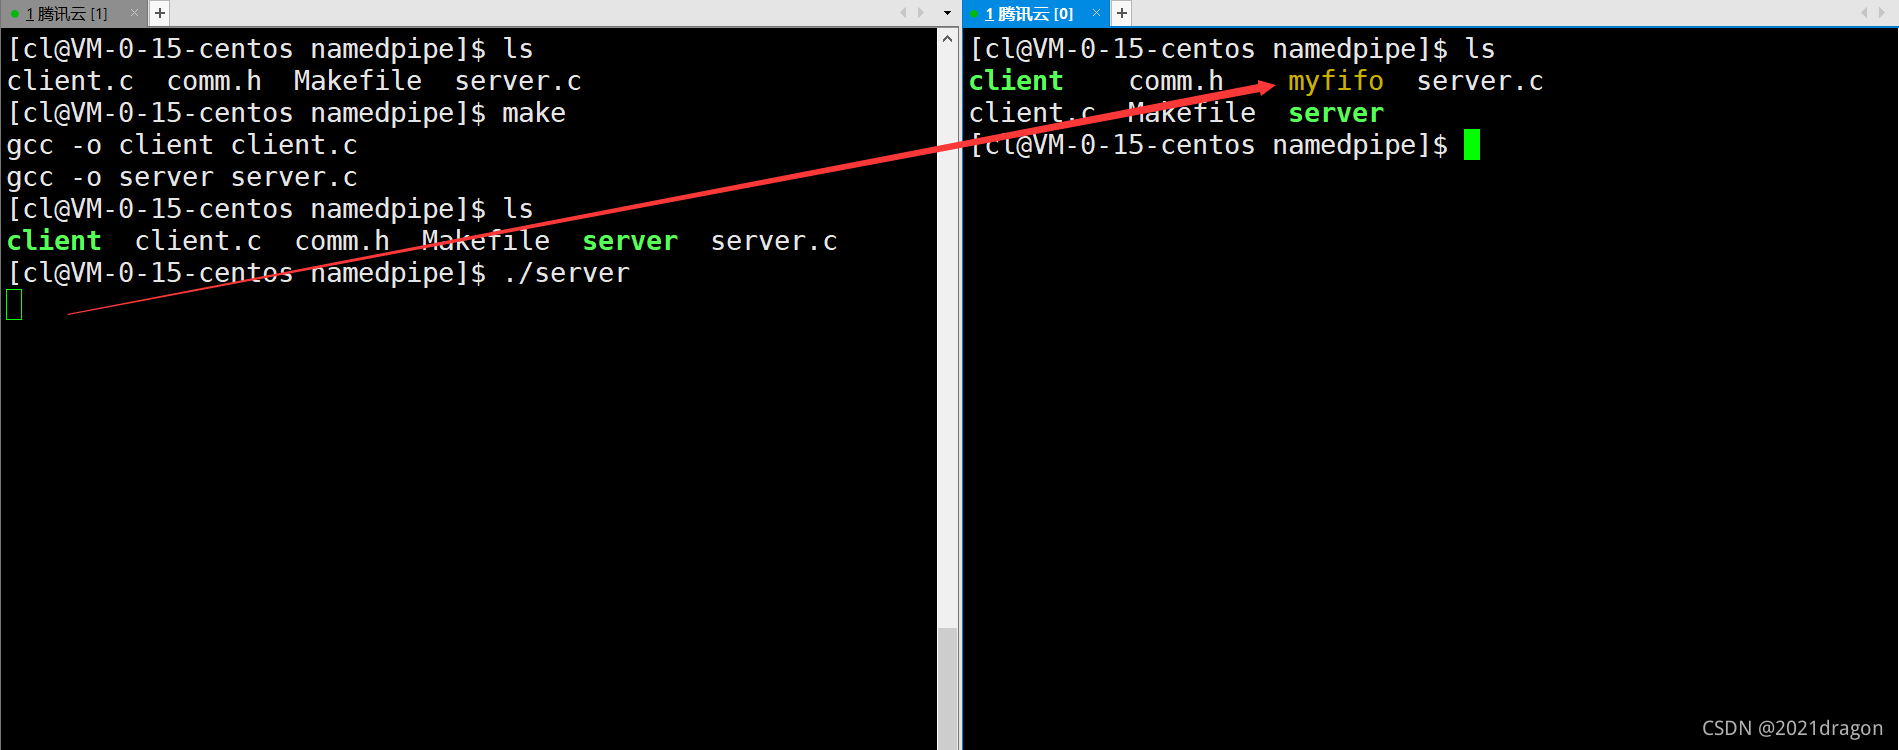 1 腾讯云 [1]
[cl@VM-0-15-centos namedpipe]$ ls
client.c  comm.h  Makefile  server.c
[cl@VM-0-15-centos namedpipe]$ make
gcc -o client client.c
gcc -o server server.c
[cl@VM-0-15-centos namedpipe]$ ls
client  client.c  comm.h  Makefile  server  server.c
[cl@VM-0-15-centos namedpipe]$ ./server
1 腾讯云 [0]
[cl@VM-0-15-centos namedpipe]$ ls
client    comm.h    myfifo  server.c
client.c  Makefile  server
[cl@VM-0-15-centos namedpipe]$
CSDN @2021dragon